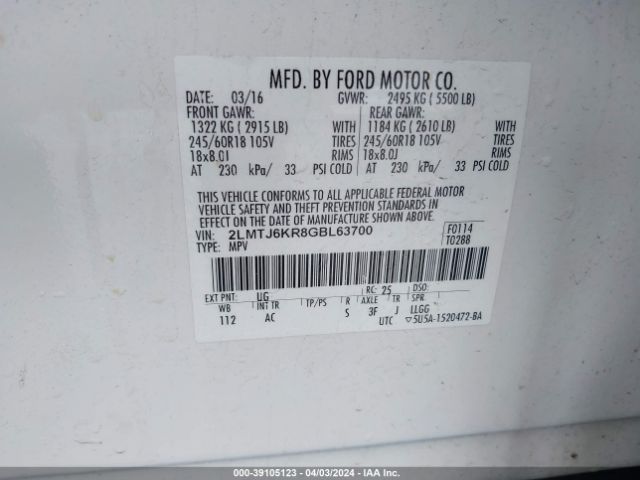 MFD. BY FORD MOTOR CO.
DATE: 03/16 GVWR: 2495 KG ( 5500 LB)
FRONT GAWR: REAR GAWR:
1322 KG ( 2915 LB) WITH 1184 KG ( 2610 LB) WITH
245/60R18 105V TIRES 245/60R18 105V TIRES
18x8.0J RIMS 18x8.0J RIMS
AT 230 kPa/ 33 PSI COLD AT 230 kPa/ 33 PSI COLD
THIS VEHICLE CONFORMS TO ALL APPLICABLE FEDERAL MOTOR
VEHICLE SAFETY AND THEFT PREVENTION STANDARDS IN EFFECT
ON THE DATE OF MANUFACTURE SHOWN ABOVE.
VIN: 2LMTJ6KR8GBL63700 F0114
TYPE: MPV T0288
EXT PNT: UG RC: 25 DSO:
WB INT TR TP/PS R AXLE TR SPR
112 AC S 3F J LLGG
UTC ▽5U5A-1520472-BA
000-39105123 - 04/03/2024 - IAA Inc.